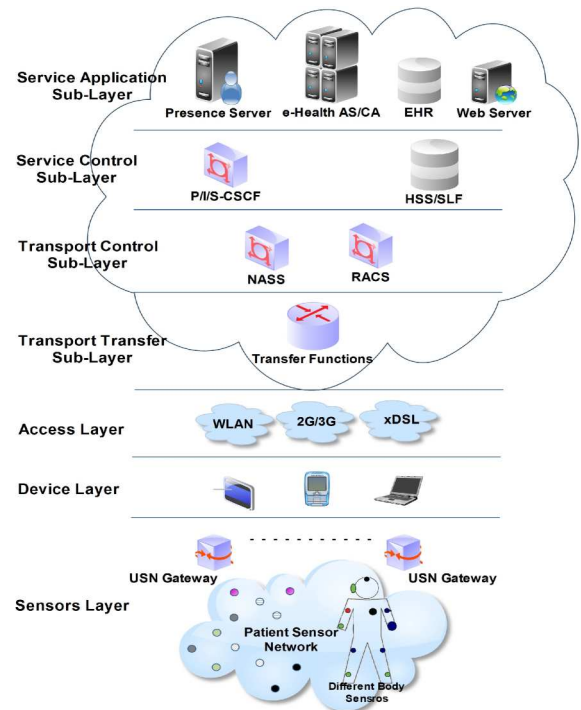 Service Application
Sub-Layer
Presence Server
e-Health AS/CA
EHR
Web Server
Service Control
Sub-Layer
P/I/S-CSCF
HSS/SLF
Transport Control
Sub-Layer
NASS
RACS
Transport Transfer
Sub-Layer
Transfer Functions
Access Layer
WLAN
2G/3G
xDSL
Device Layer
USN Gateway
USN Gateway
Sensors Layer
Patient Sensor
Network
Different Body
Sensros